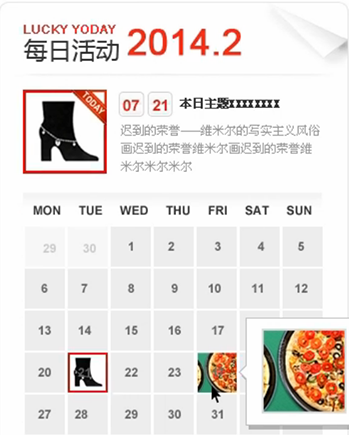 LUCKY YODAY
每日活动 2014.2
TODAY
07 21 本日主题xxxxxxxx
迟到的荣誉——维米尔的写实主义风俗
画迟到的荣誉维米尔画迟到的荣誉维
米尔米尔米尔
MON TUE WED THU FRI SAT SUN
29 30 1 2 3 4 5
6 7 8 9 10 11 12
13 14 15 16 17
20 21 22 23
27 28 29 30 31